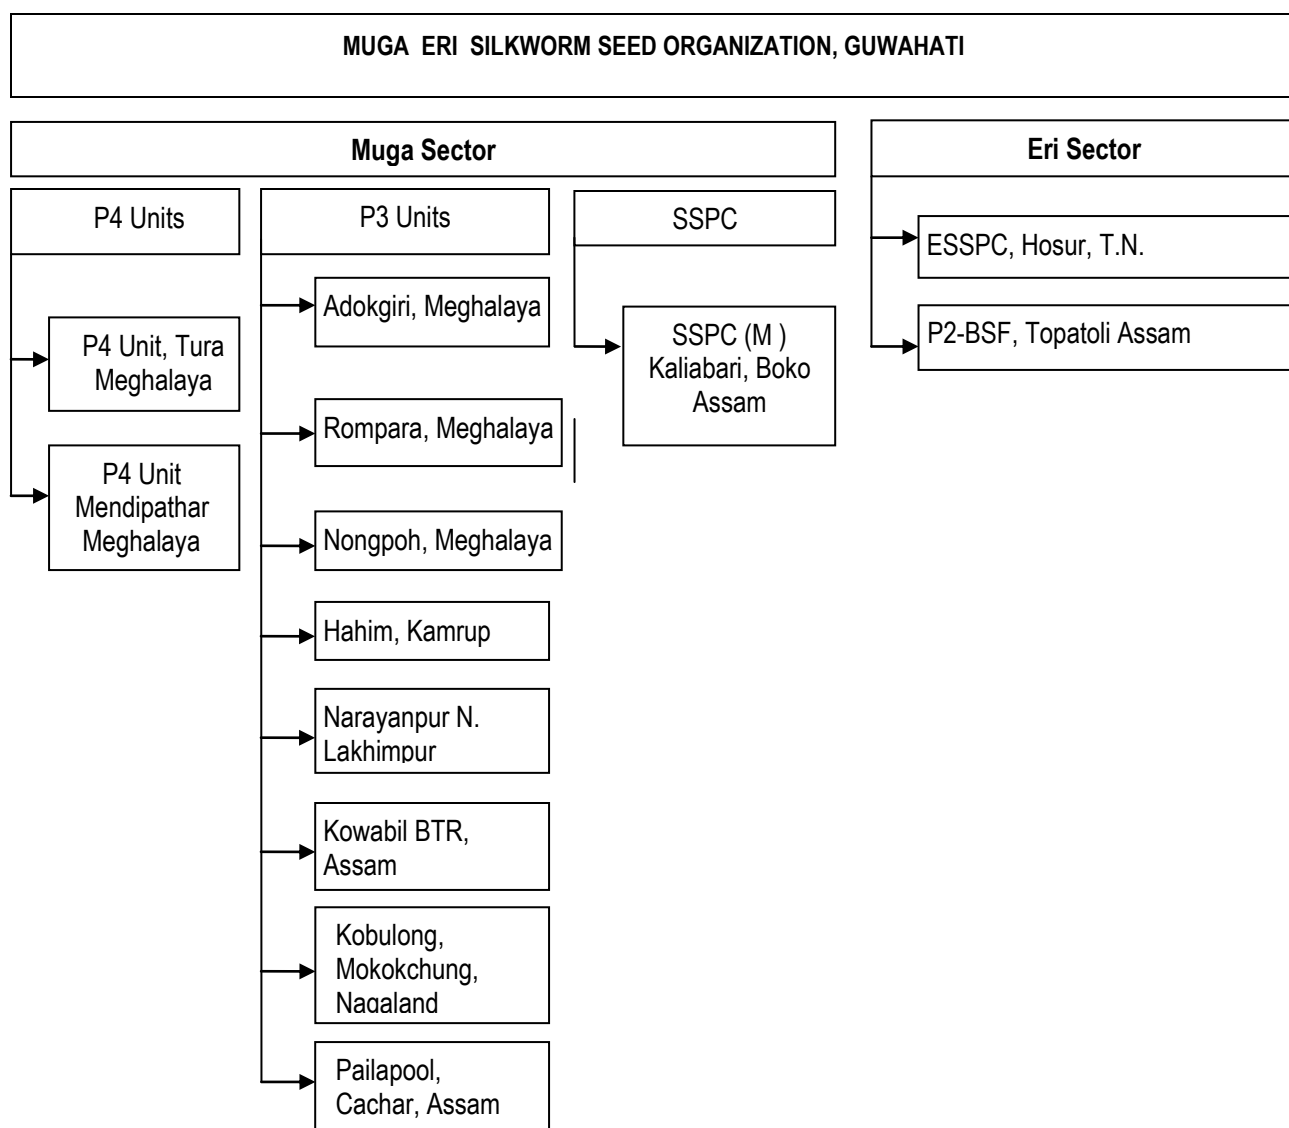 MUGA ERI SILKWORM SEED ORGANIZATION, GUWAHATI
Muga Sector
Eri Sector
P4 Units
P3 Units
SSPC
P4 Unit, Tura
Meghalaya
P4 Unit
Mendipathar
Meghalaya
Adokgiri, Meghalaya
Rompara, Meghalaya
Nongpoh, Meghalaya
Hahim, Kamrup
Narayanpur N.
Lakhimpur
Kowabil BTR,
Assam
Kobulong,
Mokokchung,
Nagaland
Pailapool,
Cachar, Assam
SSPC (M )
Kaliabari, Boko
Assam
ESSPC, Hosur, T.N.
P2-BSF, Topatoli Assam